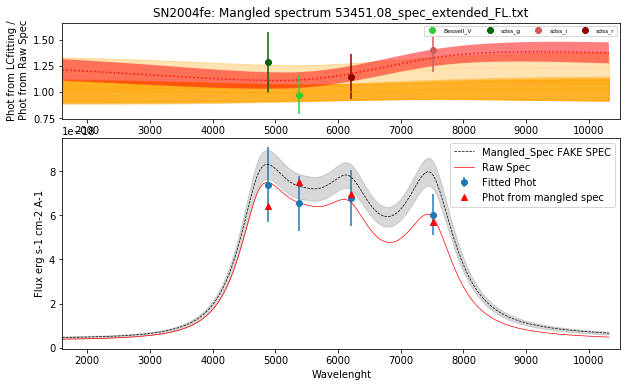 SN2004fe: Mangled spectrum 53451.08_spec_extended_FL.txt
Phot from LCfitting /
Phot from Raw Spec
1.50
1.25
1.00
0.75
Bessell_V
sdss_g
sdss_i
sdss_r
2000 3000 4000 5000 6000 7000 8000 9000 10000
Flux erg s-1 cm-2 A-1
8
6
4
2
0
Mangled_Spec FAKE SPEC
Raw Spec
Fitted Phot
Phot from mangled spec
2000 3000 4000 5000 6000 7000 8000 9000 10000
Wavelenght